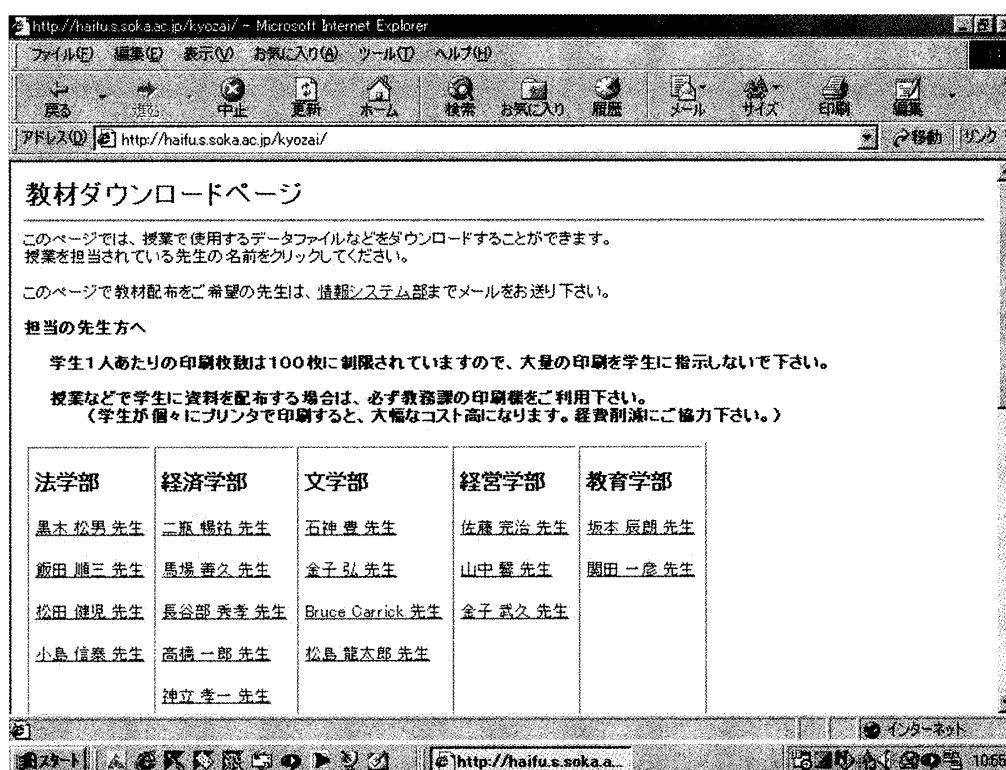 http://haifu.s.soka.ac.jp/kyozai/ - Microsoft Internet Explorer
ファイル(F) 編集(E) 表示(V) お気に入り(A) ツール(T) ヘルプ(H)
戻る 進む 中止 更新 ホーム 検索 お気に入り 履歴 メール サイズ 印刷 編集
アドレス(D) http://haifu.s.soka.ac.jp/kyozai/ 移動 リンク
教材ダウンロードページ
このページでは、授業で使用するデータファイルなどをダウンロードすることができます。
授業を担当されている先生の名前をクリックしてください。
このページで教材配布をご希望の先生は、情報システム部までメールをお送り下さい。
担当の先生方へ
学生1人あたりの印刷枚数は100枚に制限されていますので、大量の印刷を学生に指示しないで下さい。
授業などで学生に資料を配布する場合は、必ず教務課の印刷機をご利用下さい。
(学生が個々にプリンタで印刷すると、大幅なコスト高になります。経費削減にご協力下さい。)
法学部 経済学部 文学部 経営学部 教育学部
黒木 松男 先生 二瓶 暢祐 先生 石神 豊 先生 佐藤 完治 先生 坂本 辰朗 先生
飯田 順三 先生 馬場 善久 先生 金子 弘 先生 山中 馨 先生 関田 一彦 先生
松田 健児 先生 長谷部 秀孝 先生 Bruce Carrick 先生 金子 武久 先生
小島 信泰 先生 高橋 一郎 先生 松島 龍太郎 先生
神立 孝一 先生
インターネット
スタート http://haifu.s.soka.a...